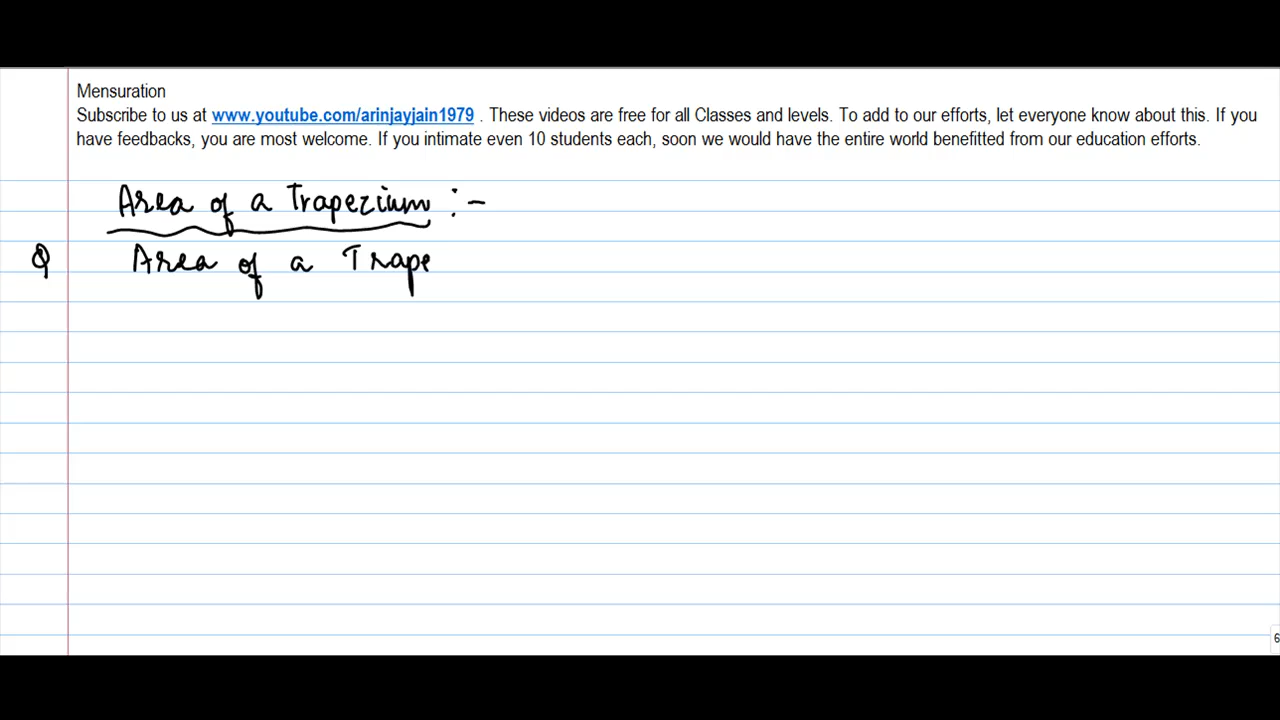 Mensuration
Subscribe to us at www.youtube.com/arinjayjain1979 . These videos are free for all Classes and levels. To add to our efforts, let everyone know about this. If you
have feedbacks, you are most welcome. If you intimate even 10 students each, soon we would have the entire world benefitted from our education efforts.
Area of a Trapezium :-
Q Area of a Trape
6